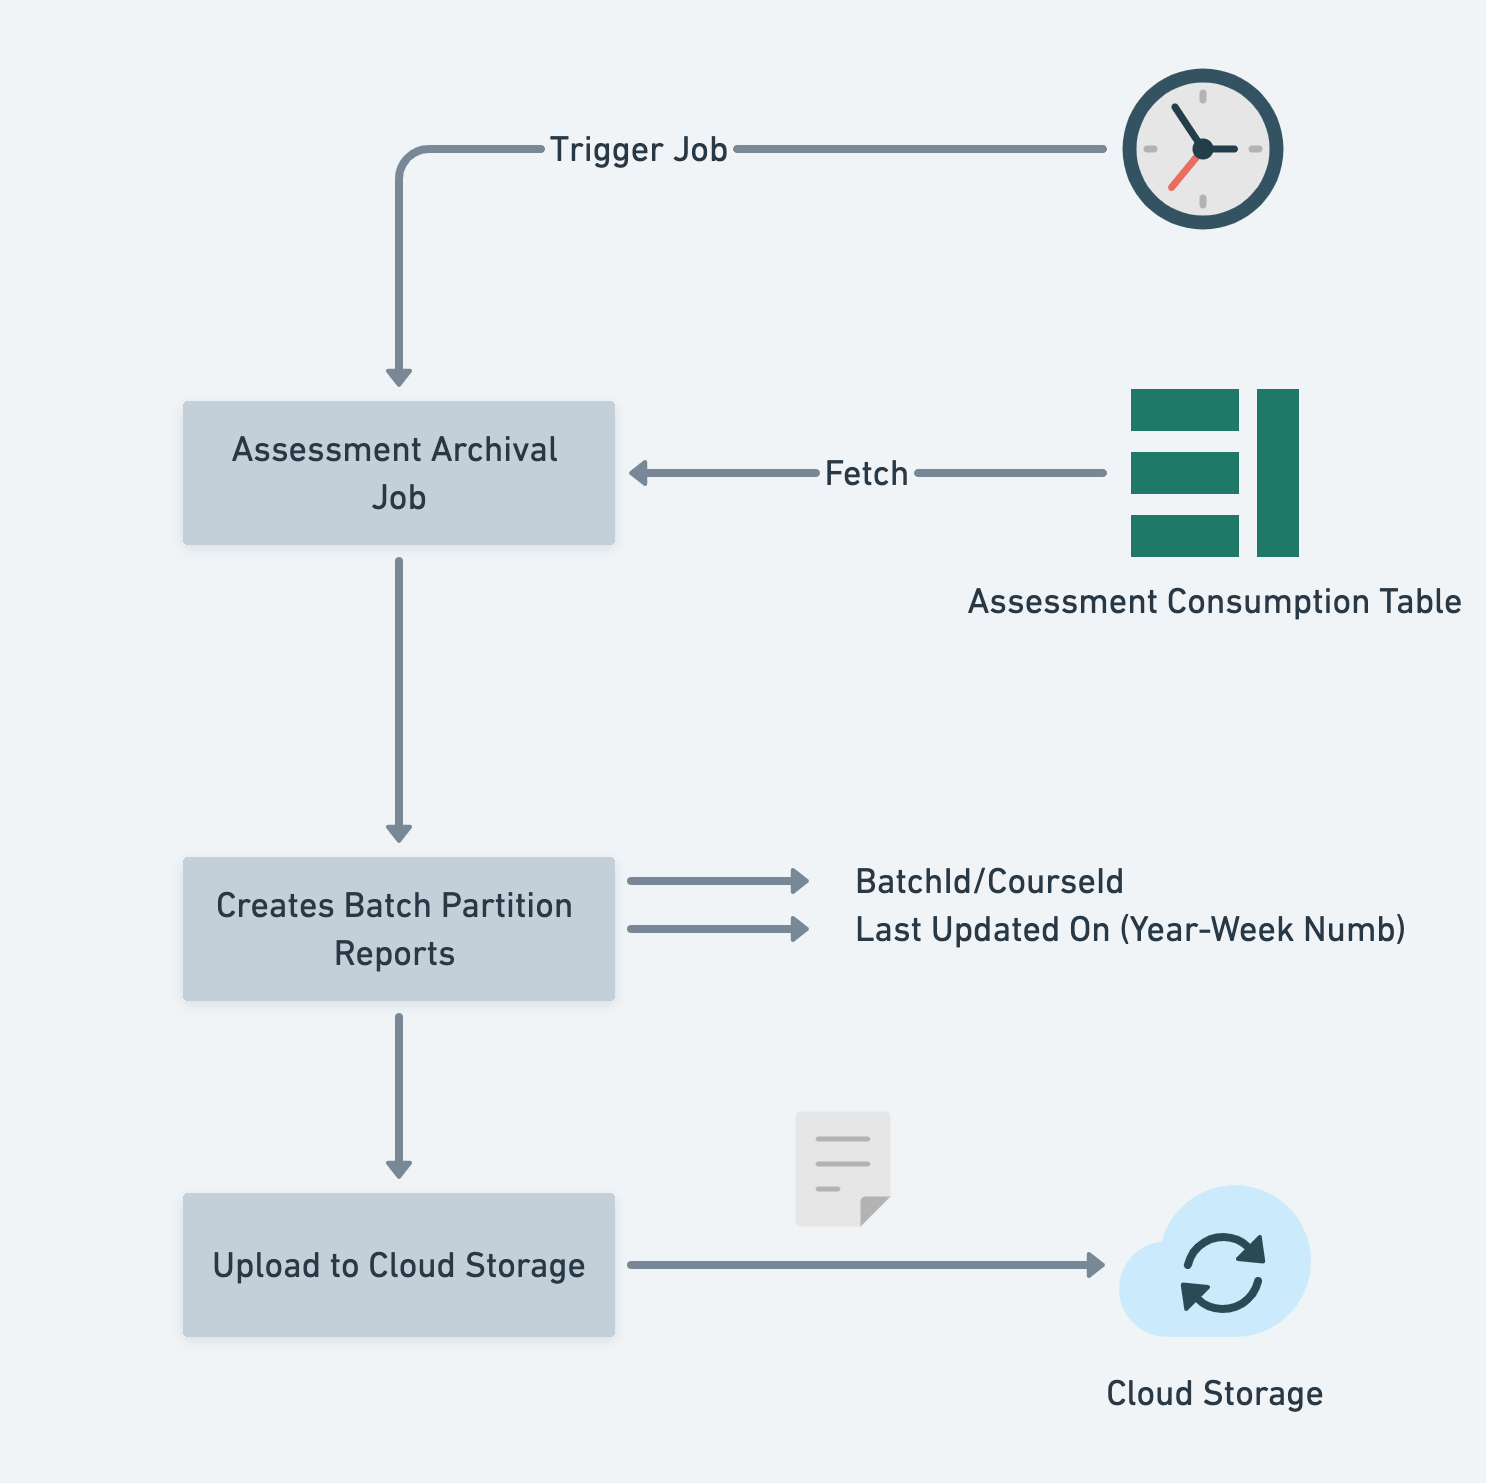 Trigger Job
Assessment Archival
Job
Fetch
Assessment Consumption Table
Creates Batch Partition
Reports
BatchId/CourseId
Last Updated On (Year-Week Numb)
Upload to Cloud Storage
Cloud Storage